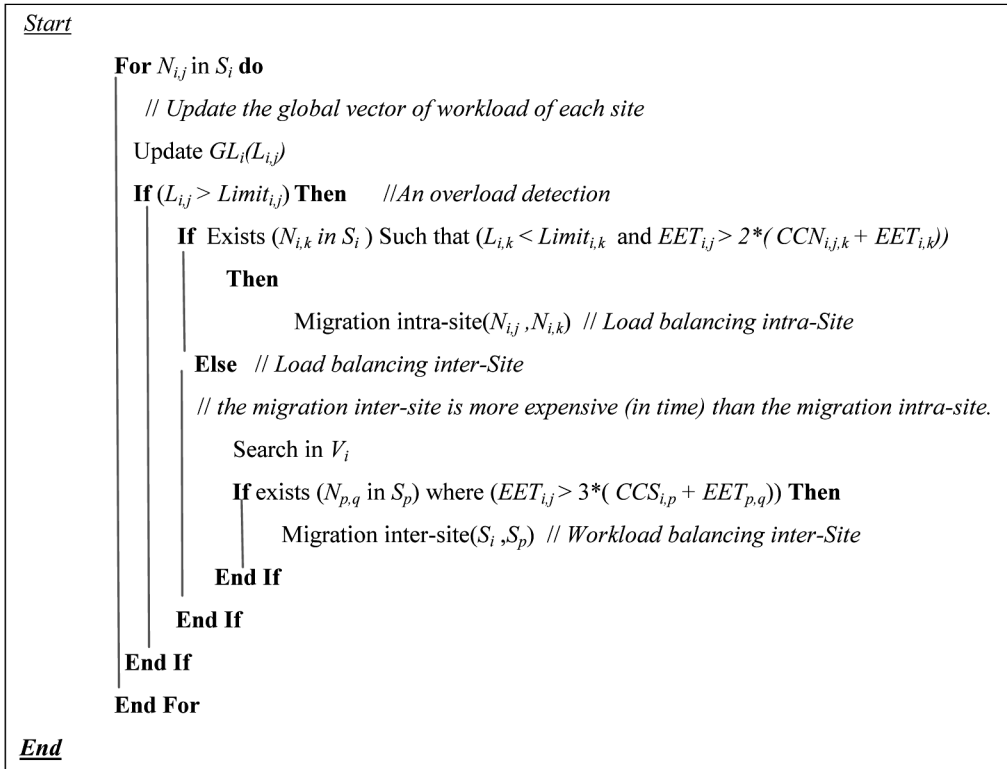 Start
For N_{i,j} in S_i do
// Update the global vector of workload of each site
Update GL_i(L_{i,j})
If (L_{i,j} > Limit_{i,j}) Then //An overload detection
If Exists (N_{i,k} in S_i ) Such that (L_{i,k} < Limit_{i,k} and EET_{i,j} > 2*( CCN_{i,j,k} + EET_{i,k}))
Then
Migration intra-site(N_{i,j} ,N_{i,k}) // Load balancing intra-Site
Else // Load balancing inter-Site
// the migration inter-site is more expensive (in time) than the migration intra-site.
Search in V_i
If exists (N_{p,q} in S_p) where (EET_{i,j} > 3*( CCS_{i,p} + EET_{p,q})) Then
Migration inter-site(S_i ,S_p) // Workload balancing inter-Site
End If
End If
End If
End For
End